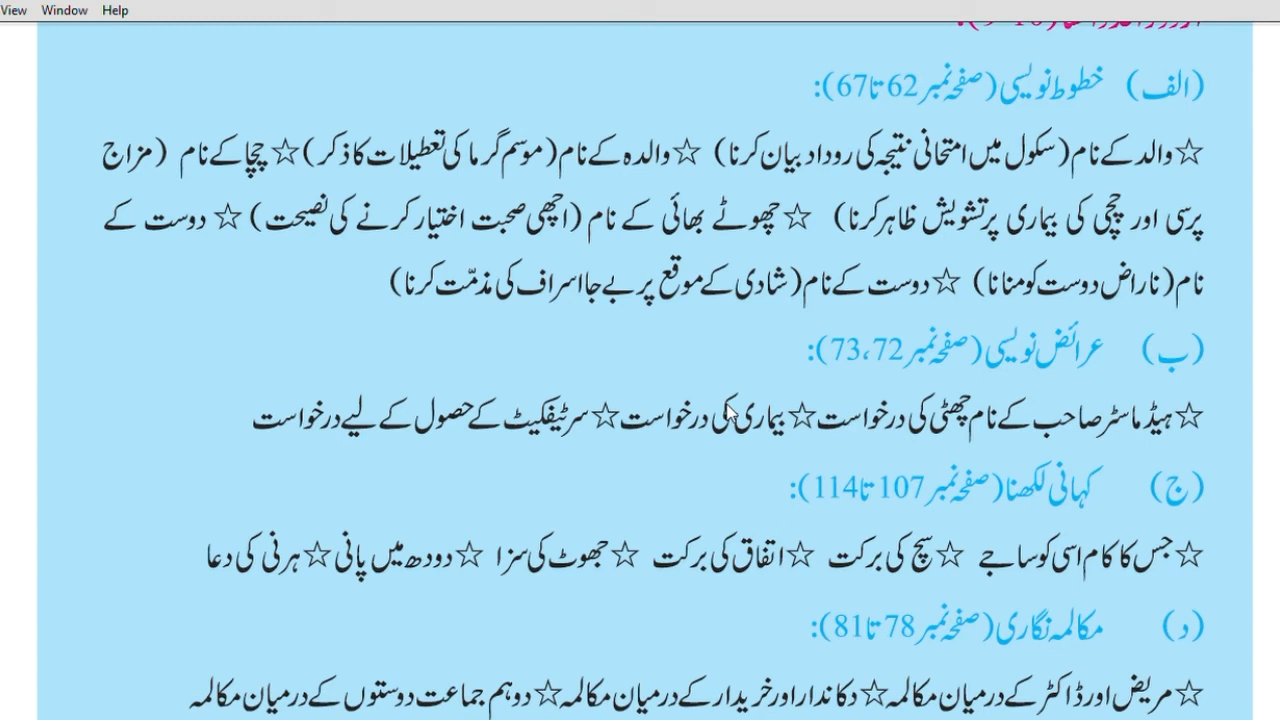 View Window Help
(الف) خطوط نویسی (صفحہ نمبر 62 تا 67):
☆ والد کے نام (سکول میں امتحانی نتیجہ کی روداد بیان کرنا) ☆ والدہ کے نام (موسم گرما کی تعطیلات کا ذکر) ☆ چچا کے نام (مزاج
پرسی اور چچی کی بیماری پر تشویش ظاہر کرنا) ☆ چھوٹے بھائی کے نام (اچھی صحبت اختیار کرنے کی نصیحت) ☆ دوست کے
نام (ناراض دوست کو منانا) ☆ دوست کے نام (شادی کے موقع پر بے جا اسراف کی مذمّت کرنا)
(ب) عرائض نویسی (صفحہ نمبر 72، 73):
☆ ہیڈ ماسٹر صاحب کے نام چھٹی کی درخواست ☆ بیماری کی درخواست ☆ سرٹیفکیٹ کے حصول کے لیے درخواست
(ج) کہانی لکھنا (صفحہ نمبر 107 تا 114):
☆ جس کا کام اسی کو ساجے ☆ سچ کی برکت ☆ اتفاق کی برکت ☆ جھوٹ کی سزا ☆ دودھ میں پانی ☆ ہرنی کی دعا
(د) مکالمہ نگاری (صفحہ نمبر 78 تا 81):
☆ مریض اور ڈاکٹر کے درمیان مکالمہ ☆ دکاندار اور خریدار کے درمیان مکالمہ ☆ دو ہم جماعت دوستوں کے درمیان مکالمہ